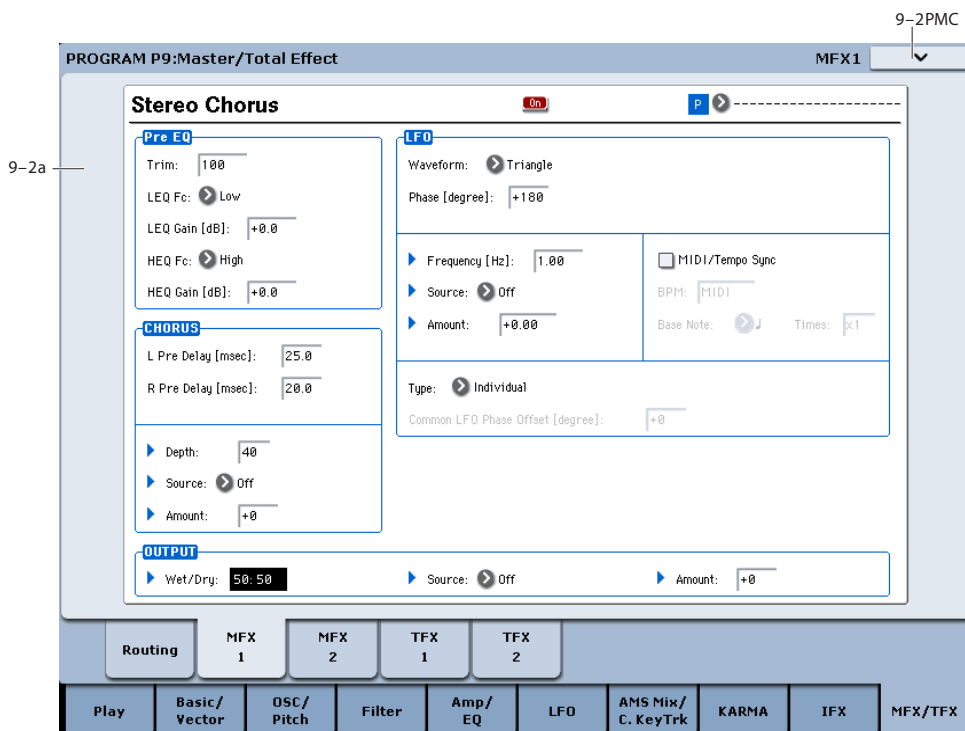 9–2PMC
PROGRAM P9:Master/Total Effect MFX1
9–2a
Stereo Chorus On P --------------------
Pre EQ
Trim: 100
LEQ Fc: Low
LEQ Gain [dB]: +0.0
HEQ Fc: High
HEQ Gain [dB]: +0.0
CHORUS
L Pre Delay [msec]: 25.0
R Pre Delay [msec]: 20.0
Depth: 40
Source: Off
Amount: +0
LFO
Waveform: Triangle
Phase [degree]: +180
Frequency [Hz]: 1.00
Source: Off
Amount: +0.00
MIDI/Tempo Sync
BPM: MIDI
Base Note: ♩ Times: x1
Type: Individual
Common LFO Phase Offset [degree]: +0
OUTPUT
Wet/Dry: 50:50 Source: Off Amount: +0
Routing
MFX
1
MFX
2
TFX
1
TFX
2
Play
Basic/
Vector
OSC/
Pitch
Filter
Amp/
EQ
LFO
AMS Mix/
C. KeyTrk
KARMA
IFX
MFX/TFX